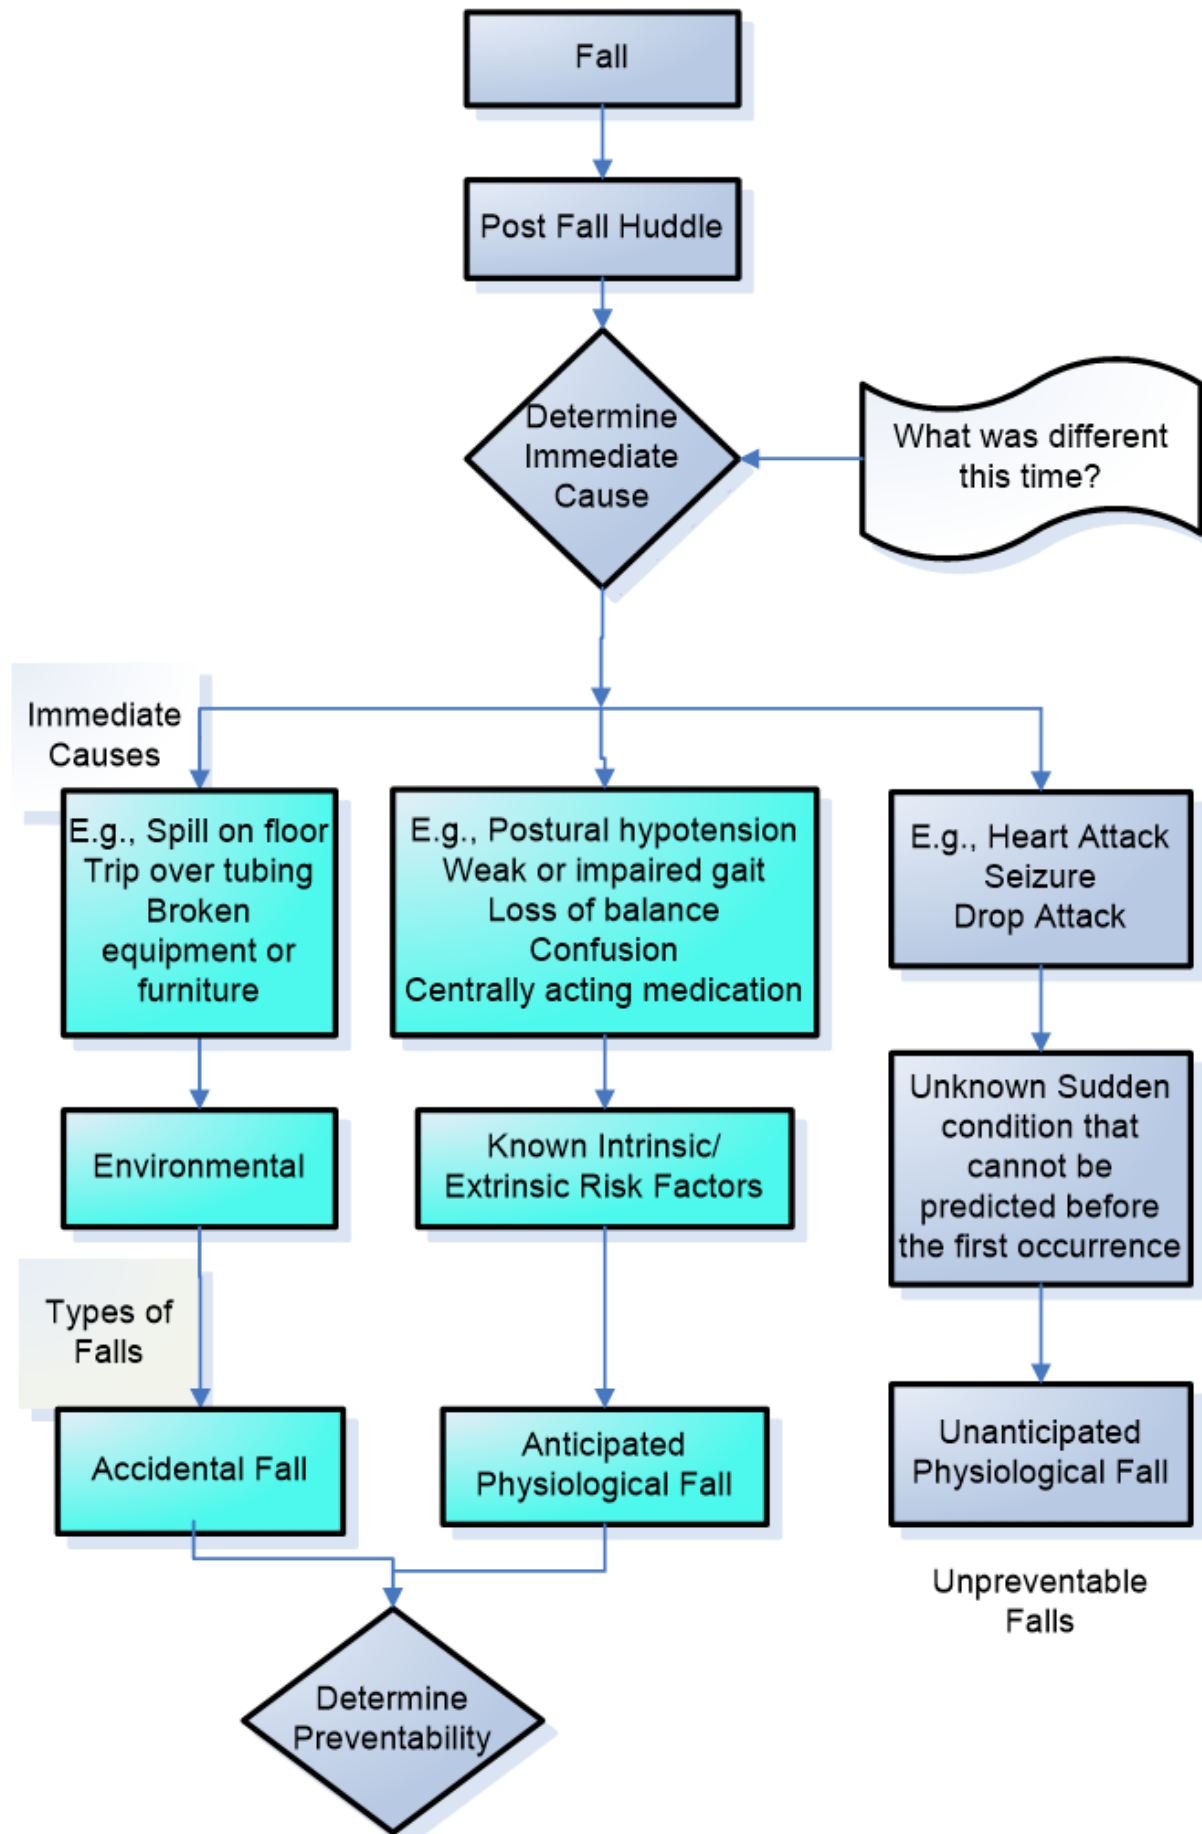 Fall
Post Fall Huddle
Determine
Immediate
Cause
What was different
this time?
Immediate
Causes
E.g., Spill on floor
Trip over tubing
Broken
equipment or
furniture
E.g., Postural hypotension
Weak or impaired gait
Loss of balance
Confusion
Centrally acting medication
E.g., Heart Attack
Seizure
Drop Attack
Environmental
Known Intrinsic/
Extrinsic Risk Factors
Unknown Sudden
condition that
cannot be
predicted before
the first occurrence
Types of
Falls
Accidental Fall
Anticipated
Physiological Fall
Unanticipated
Physiological Fall
Unpreventable
Falls
Determine
Preventability